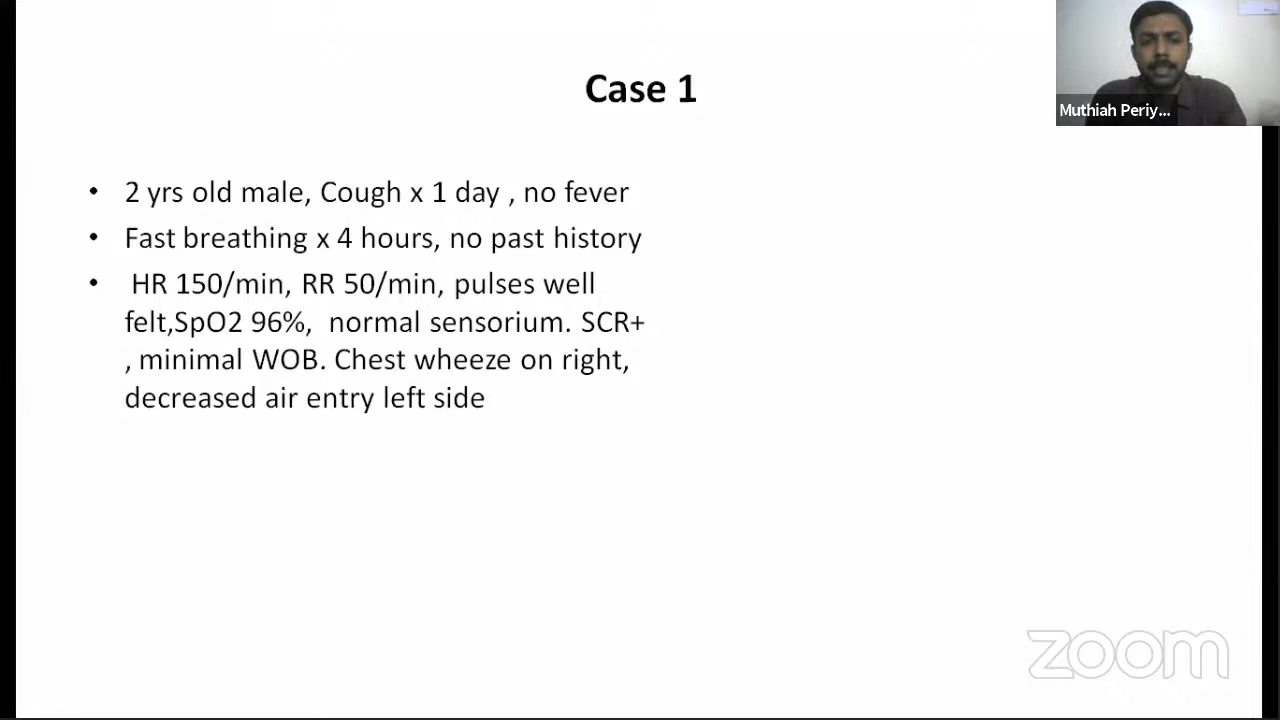 Case 1
Muthiah Periy...
• 2 yrs old male, Cough x 1 day , no fever
• Fast breathing x 4 hours, no past history
• HR 150/min, RR 50/min, pulses well
felt,SpO2 96%, normal sensorium. SCR+
, minimal WOB. Chest wheeze on right,
decreased air entry left side
zoom